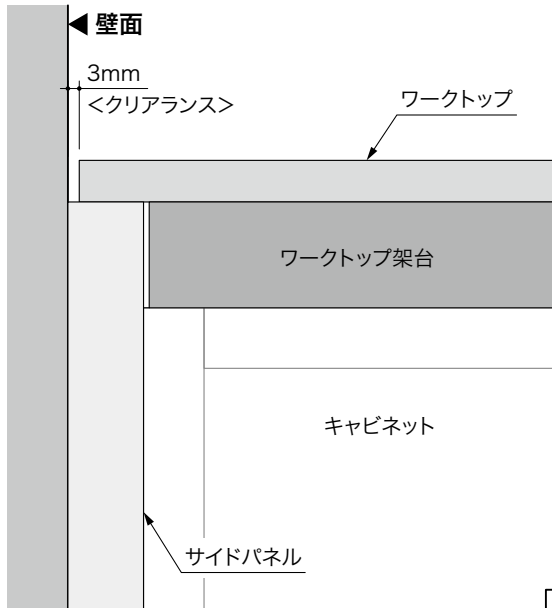 ◀ 壁面
3mm
＜クリアランス＞
ワークトップ
ワークトップ架台
キャビネット
サイドパネル